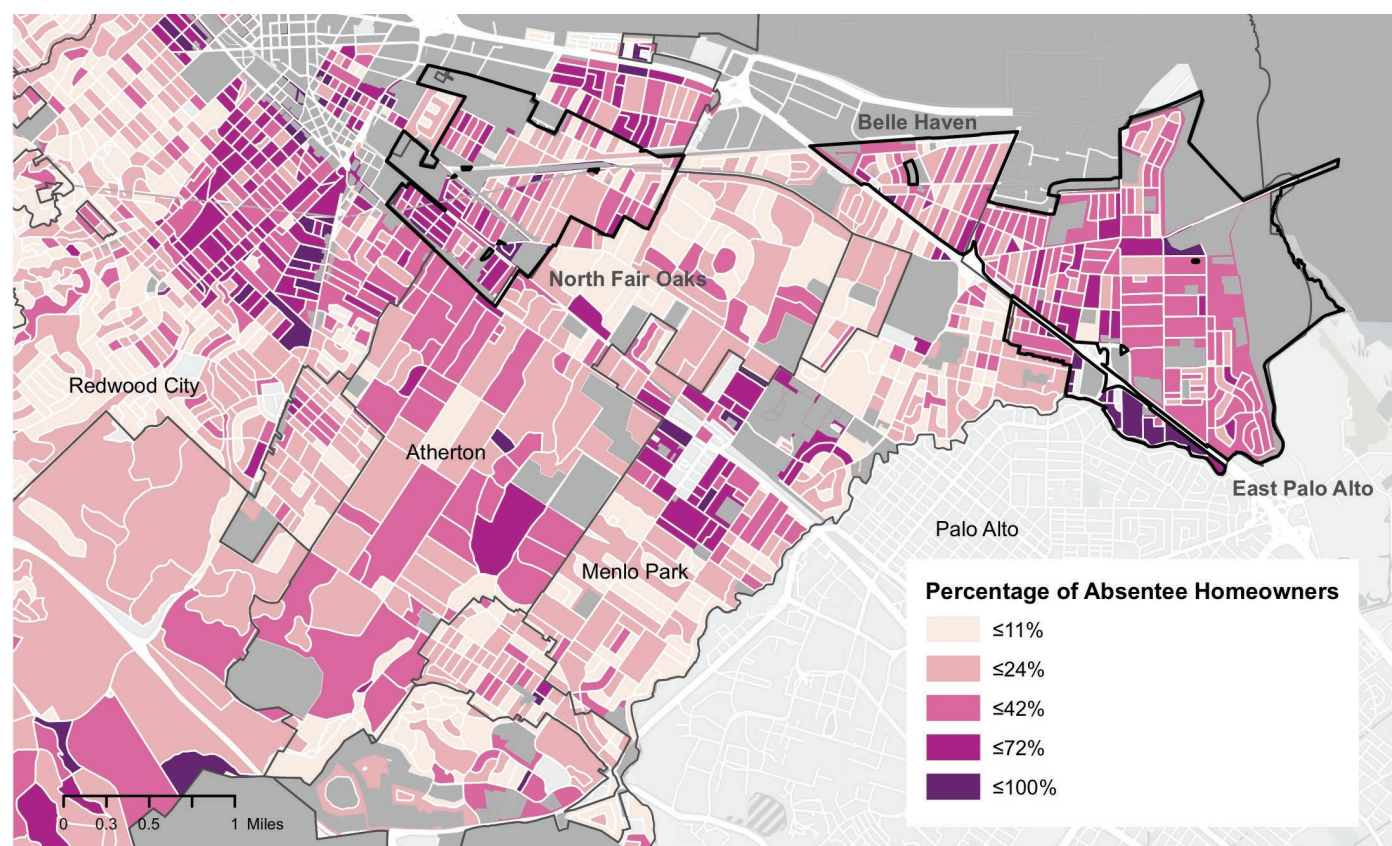 Belle Haven
North Fair Oaks
Redwood City
Atherton
East Palo Alto
Palo Alto
Menlo Park
Percentage of Absentee Homeowners
≤11%
≤24%
≤42%
≤72%
≤100%
0 0.3 0.5 1 Miles